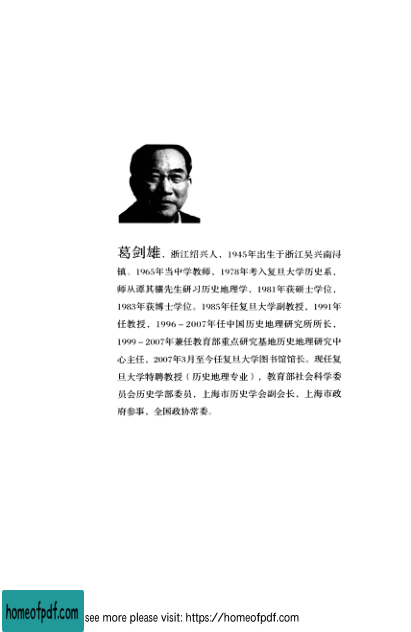 葛剑雄，浙江绍兴人，1945年出生于浙江吴兴南浔
镇。1965年当中学教师，1978年考入复旦大学历史系，
师从谭其骧先生研习历史地理学，1981年获硕士学位，
1983年获博士学位。1985年任复旦大学副教授，1991年
任教授，1996－2007年任中国历史地理研究所所长，
1999－2007年兼任教育部重点研究基地历史地理研究中
心主任，2007年3月至今任复旦大学图书馆馆长。现任复
旦大学特聘教授（历史地理专业），教育部社会科学委
员会历史学部委员，上海市历史学会副会长，上海市政
府参事，全国政协常委。
homeofpdf.com
see more please visit: https://homeofpdf.com